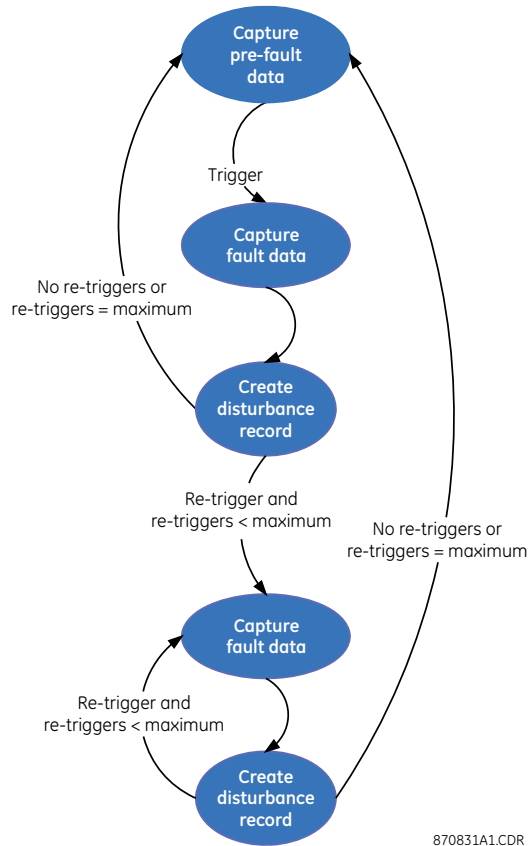 Capture
pre-fault
data
Trigger
Capture
fault data
No re-triggers or
re-triggers = maximum
Create
disturbance
record
Re-trigger and
re-triggers < maximum
No re-triggers or
re-triggers = maximum
Capture
fault data
Re-trigger and
re-triggers < maximum
Create
disturbance
record
870831A1.CDR